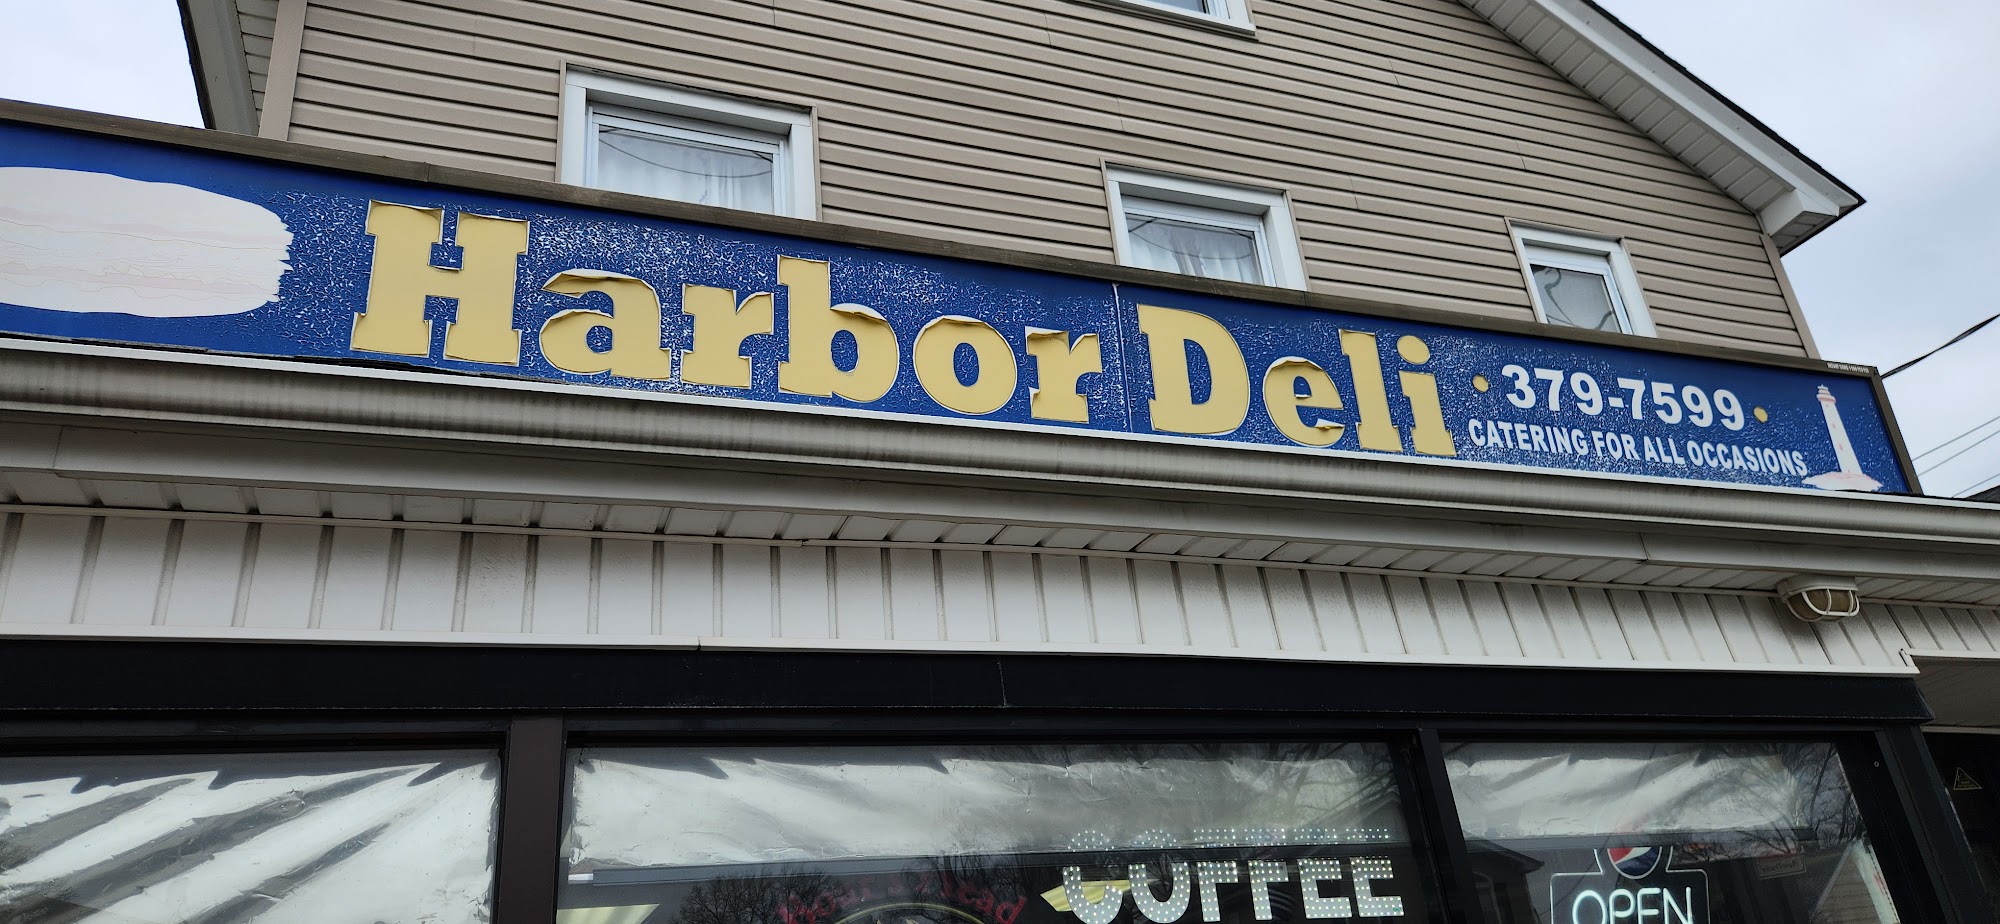 Harbor Deli
• 379-7599 •
CATERING FOR ALL OCCASIONS
COFFEE
OPEN